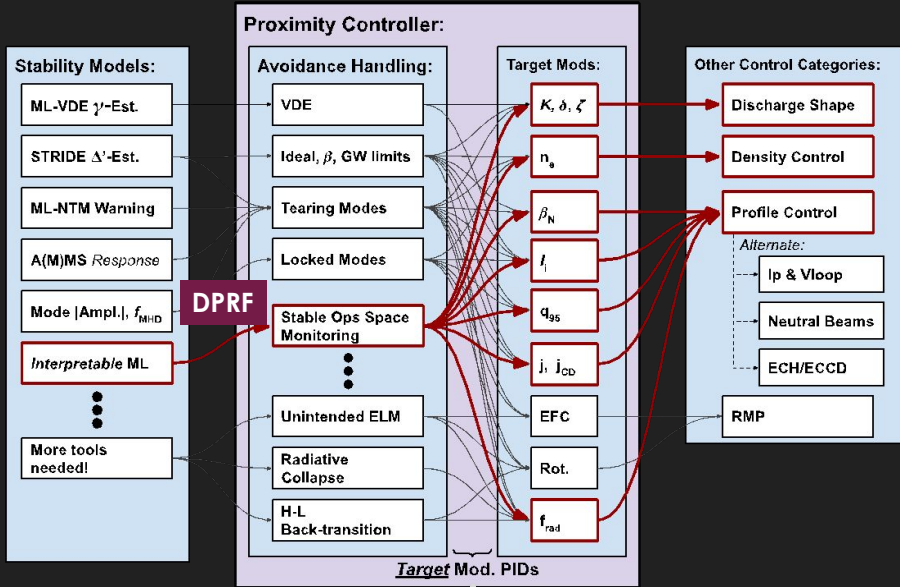 Proximity Controller:
Stability Models:
ML-VDE γ-Est.
STRIDE Δ'-Est.
ML-NTM Warning
A(M)MS Response
Mode |Ampl.|, f_MHD
Interpretable ML
More tools
needed!
DPRF
Avoidance Handling:
VDE
Ideal, β, GW limits
Tearing Modes
Locked Modes
Stable Ops Space
Monitoring
Unintended ELM
Radiative
Collapse
H-L
Back-transition
Target Mods:
K, δ, ζ
n_e
β_N
l_i
q_95
j, j_CD
EFC
Rot.
f_rad
Target Mod. PIDs
Other Control Categories:
Discharge Shape
Density Control
Profile Control
Alternate:
Ip & Vloop
Neutral Beams
ECH/ECCD
RMP